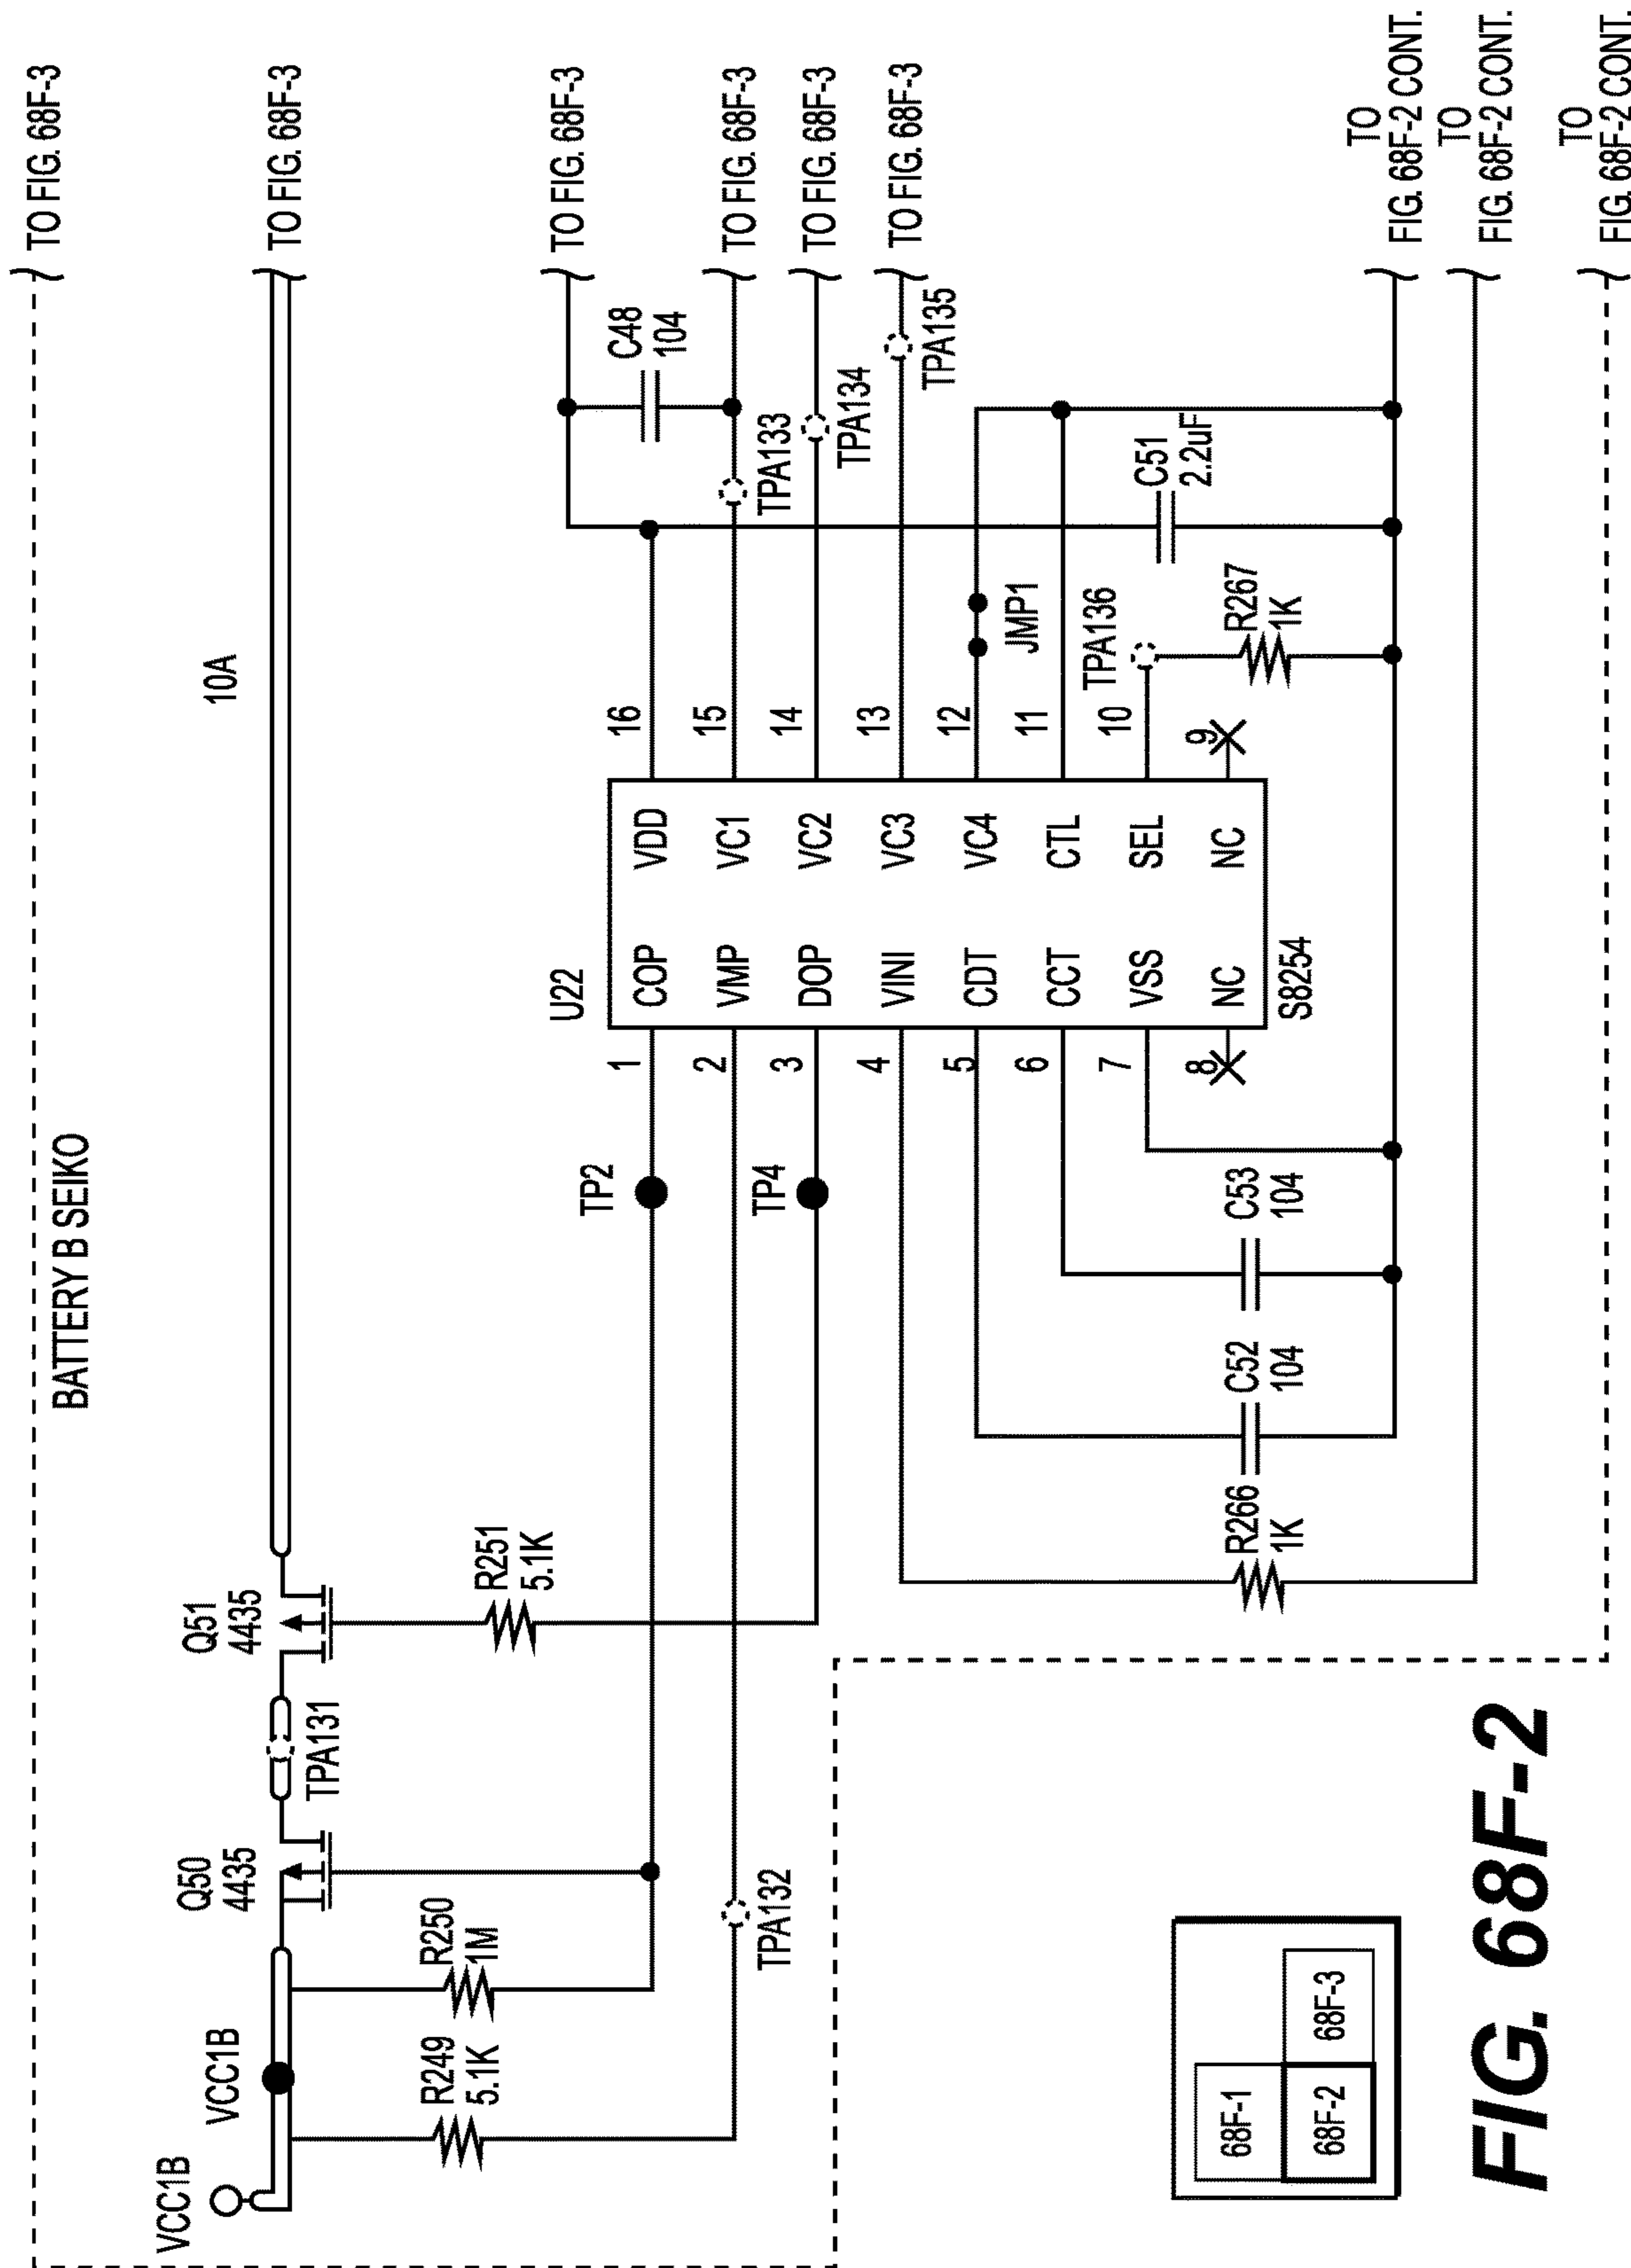 TO FIG. 68F-3
BATTERY B SEIKO
VCC1B
VCC1B
Q50
4435
TPA131
Q51
4435
10A
TO FIG. 68F-3
R249
5.1K
R250
1M
R251
5.1K
TO FIG. 68F-3
C48
104
U22
TP2
1
COP
VDD
16
TPA132
2
VMP
VC1
15
TPA133
TO FIG. 68F-3
TP4
3
DOP
VC2
14
TPA134
TO FIG. 68F-3
4
VINI
VC3
13
TPA135
TO FIG. 68F-3
5
CDT
VC4
12
JMP1
6
CCT
CTL
11
7
VSS
SEL
10
TPA136
C51
2.2uF
8
NC
NC
9
S8254
R266
1K
C52
104
C53
104
R267
1K
TO
FIG. 68F-2 CONT.
TO
FIG. 68F-2 CONT.
TO
FIG. 68F-2 CONT.
68F-1
68F-2
68F-3
FIG. 68F-2